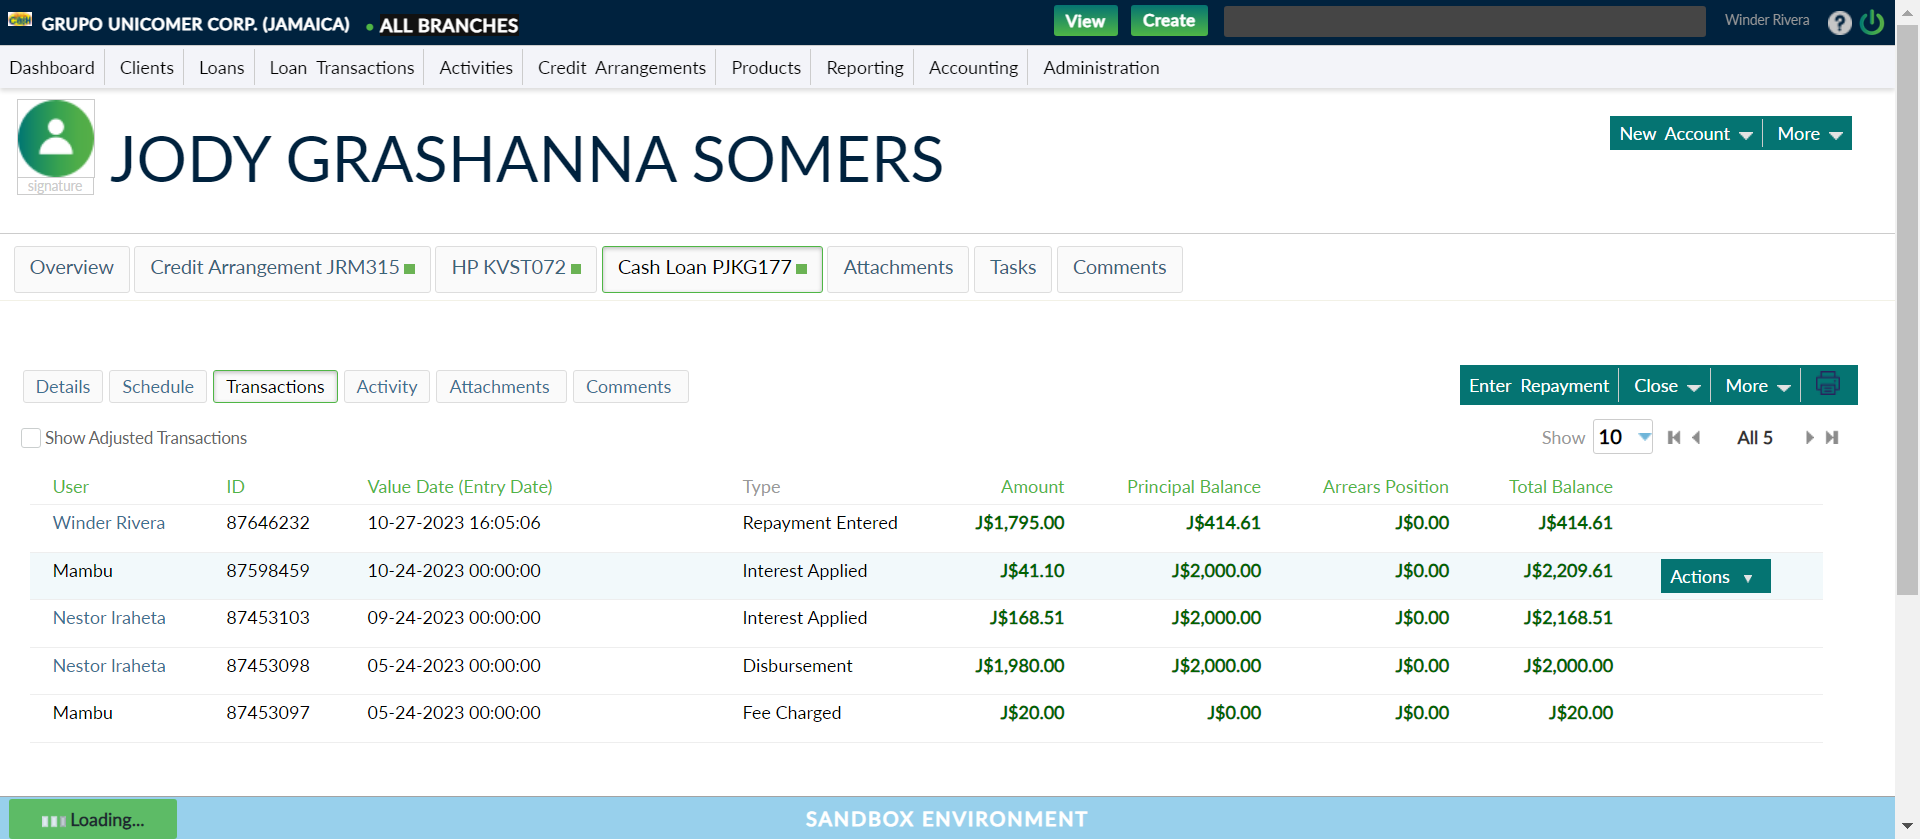 Cash GRUPO UNICOMER CORP. (JAMAICA) • ALL BRANCHES View Create Winder Rivera ?
Dashboard Clients Loans Loan Transactions Activities Credit Arrangements Products Reporting Accounting Administration
signature JODY GRASHANNA SOMERS New Account More
Overview Credit Arrangement JRM315 HP KVST072 Cash Loan PJKG177 Attachments Tasks Comments
Details Schedule Transactions Activity Attachments Comments Enter Repayment Close More
Show Adjusted Transactions Show 10 All 5
User ID Value Date (Entry Date) Type Amount Principal Balance Arrears Position Total Balance
Winder Rivera 87646232 10-27-2023 16:05:06 Repayment Entered J$1,795.00 J$414.61 J$0.00 J$414.61
Mambu 87598459 10-24-2023 00:00:00 Interest Applied J$41.10 J$2,000.00 J$0.00 J$2,209.61 Actions
Nestor Iraheta 87453103 09-24-2023 00:00:00 Interest Applied J$168.51 J$2,000.00 J$0.00 J$2,168.51
Nestor Iraheta 87453098 05-24-2023 00:00:00 Disbursement J$1,980.00 J$2,000.00 J$0.00 J$2,000.00
Mambu 87453097 05-24-2023 00:00:00 Fee Charged J$20.00 J$0.00 J$0.00 J$20.00
Loading... SANDBOX ENVIRONMENT